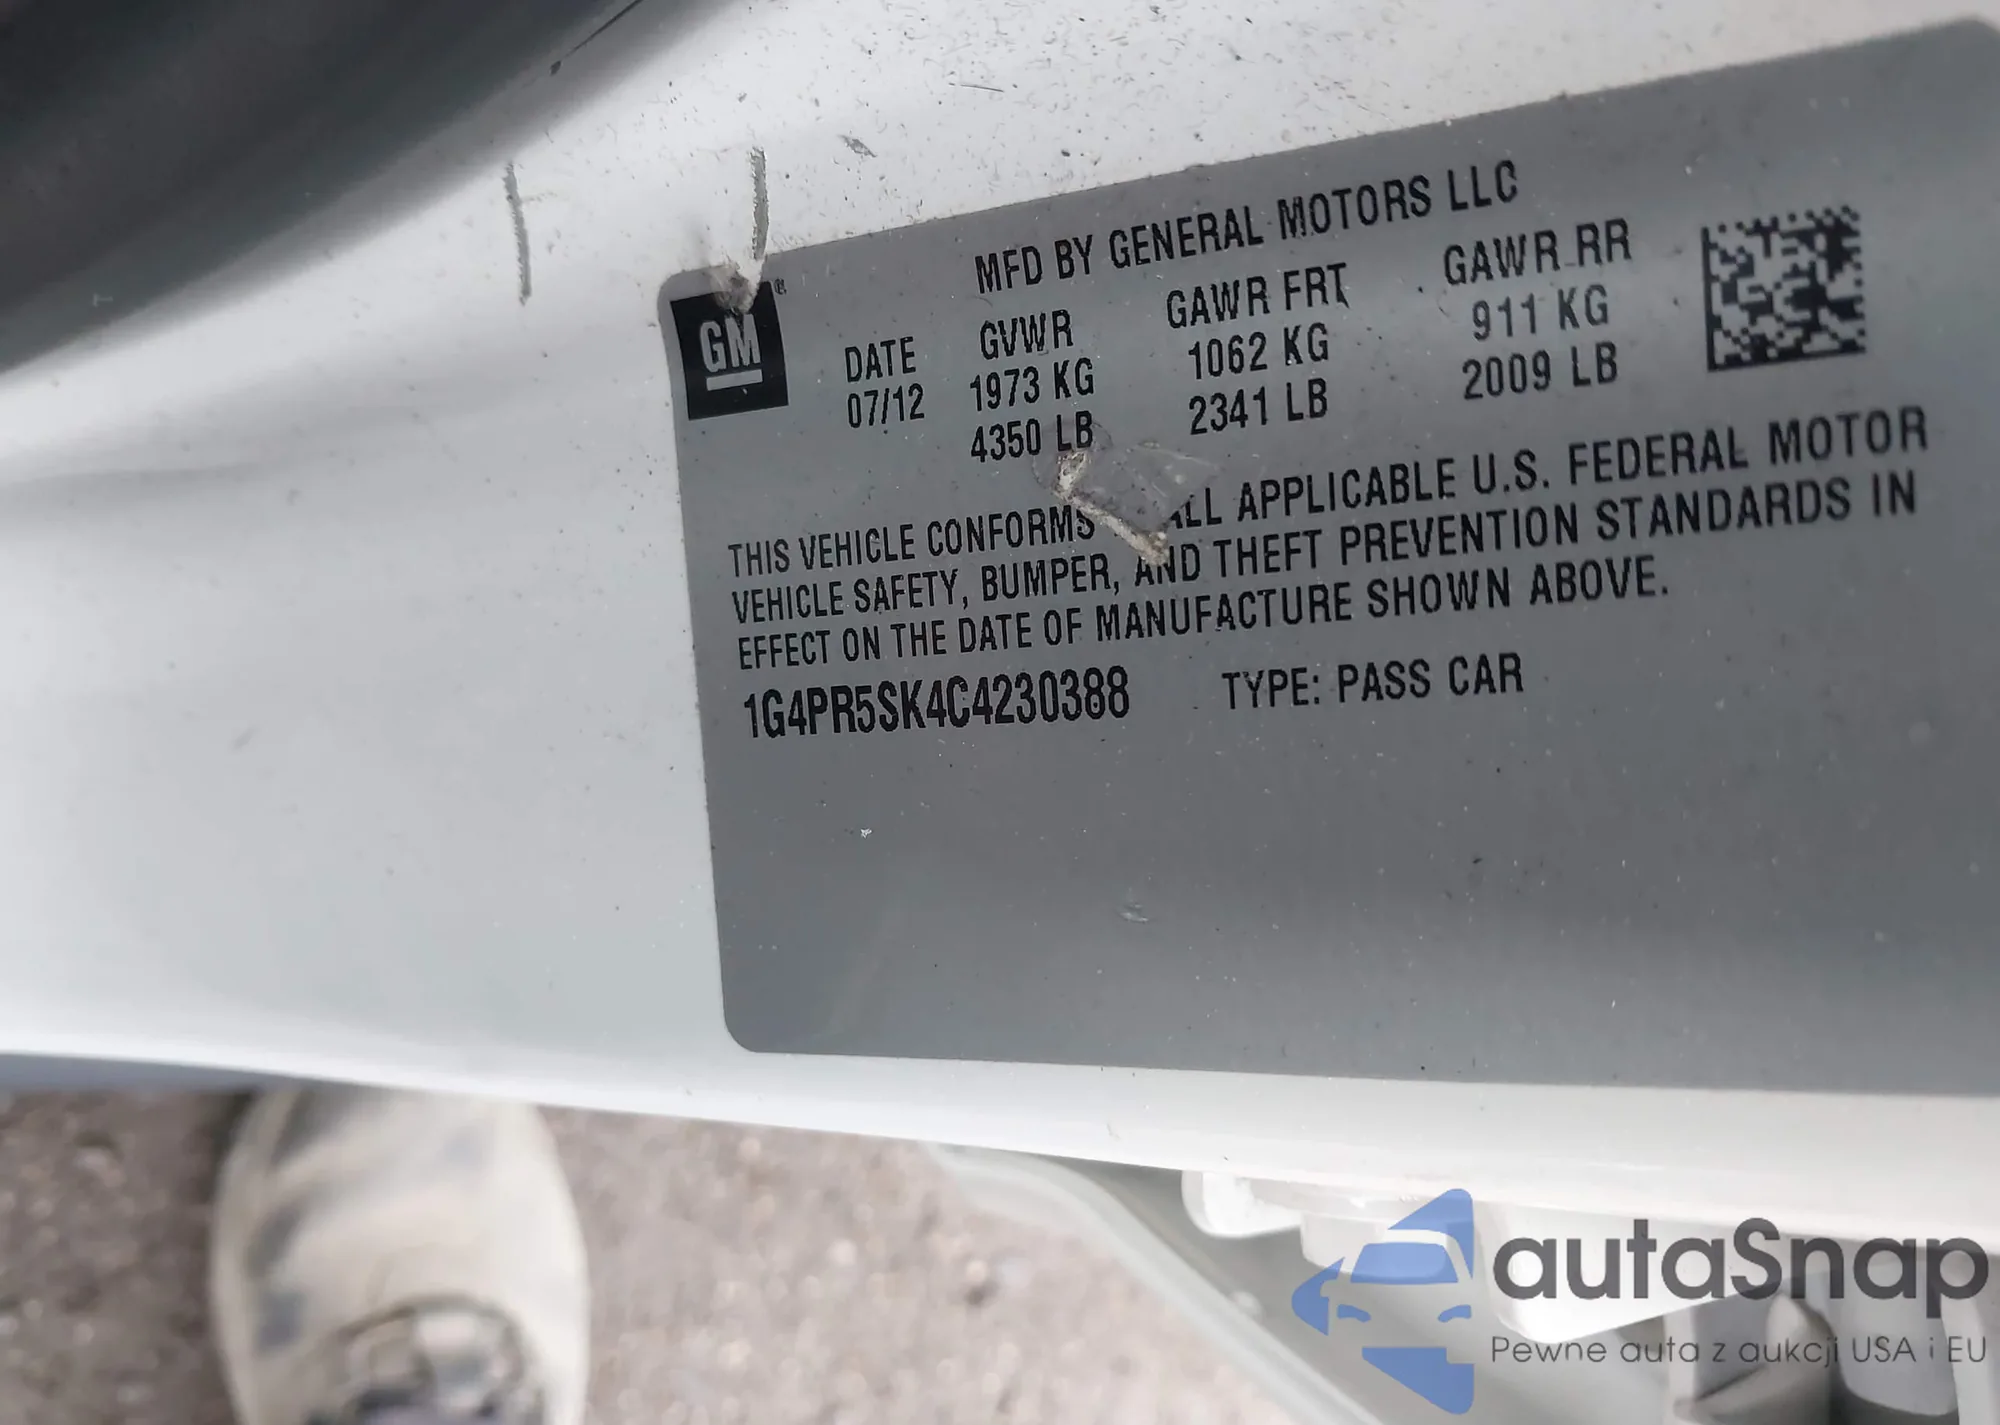 MFD BY GENERAL MOTORS LLC
GM ®
DATE GVWR GAWR FRT GAWR RR
07/12 1973 KG 1062 KG 911 KG
4350 LB 2341 LB 2009 LB
THIS VEHICLE CONFORMS ALL APPLICABLE U.S. FEDERAL MOTOR
VEHICLE SAFETY, BUMPER, AND THEFT PREVENTION STANDARDS IN
EFFECT ON THE DATE OF MANUFACTURE SHOWN ABOVE.
1G4PR5SK4C4230388 TYPE: PASS CAR
autaSnap
Pewne auta z aukcji USA i EU